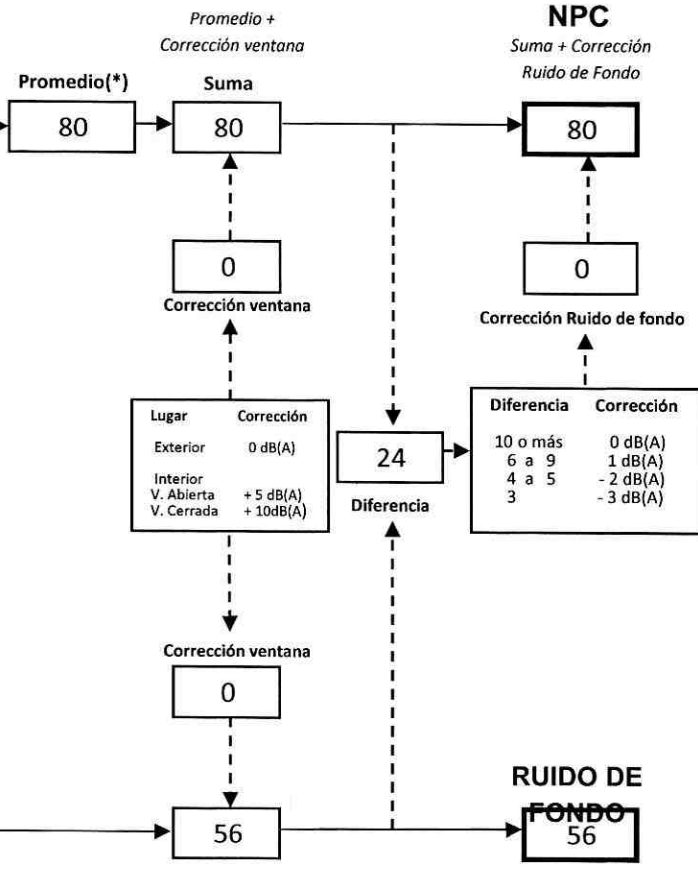 Promedio +
Corrección ventana
NPC
Suma + Corrección
Ruido de Fondo
Promedio(*)
Suma
80
80
80
0
Corrección ventana
0
Corrección Ruido de fondo
Lugar Corrección
Exterior 0 dB(A)
Interior
V. Abierta + 5 dB(A)
V. Cerrada + 10dB(A)
24
Diferencia
Diferencia Corrección
10 o más 0 dB(A)
6 a 9 1 dB(A)
4 a 5 - 2 dB(A)
3 - 3 dB(A)
Corrección ventana
0
56
RUIDO DE
FONDO
56